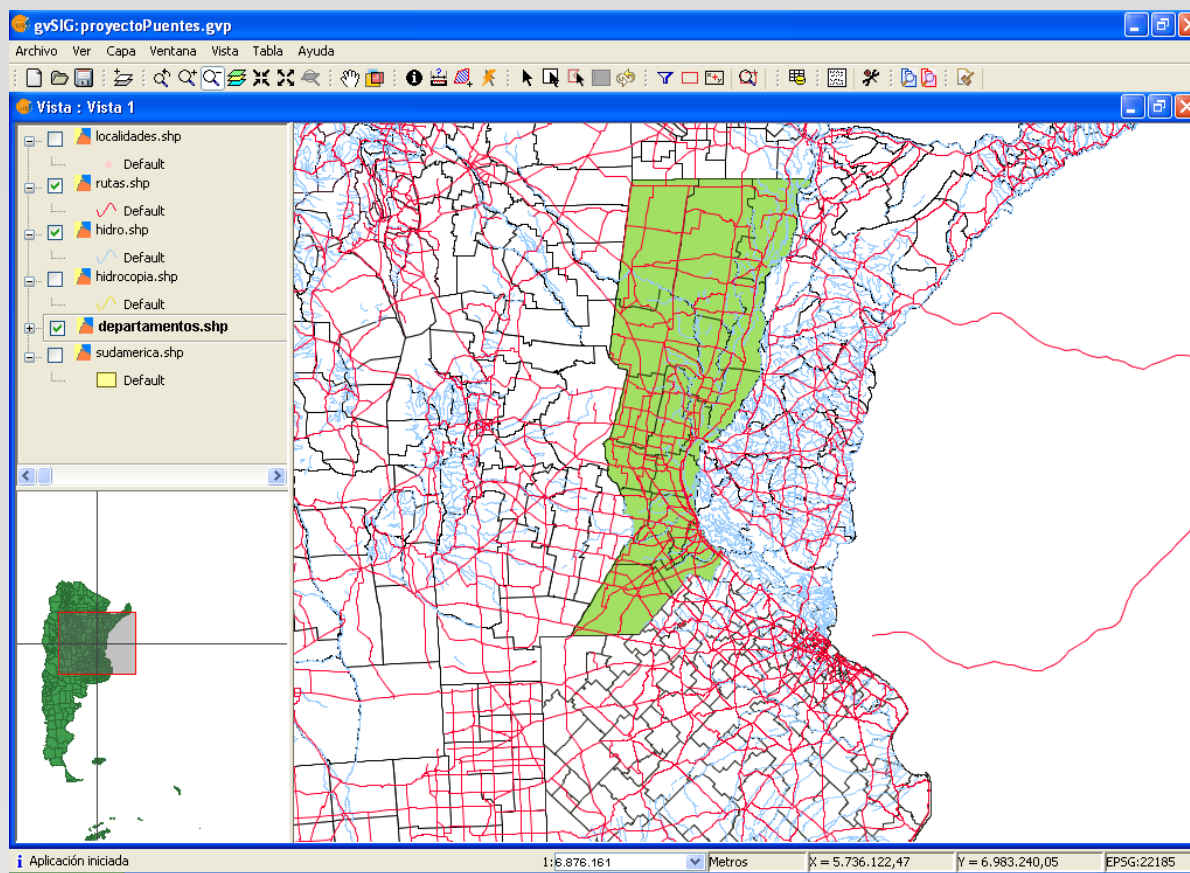 gvSIG:proyectoPuentes.gvp
Archivo Ver Capa Ventana Vista Tabla Ayuda
Vista : Vista 1
localidades.shp
Default
rutas.shp
Default
hidro.shp
Default
hidrocopia.shp
Default
departamentos.shp
sudamerica.shp
Default
Aplicación iniciada 1:6.876.161 Metros X = 5.736.122,47 Y = 6.983.240,05 EPSG:22185